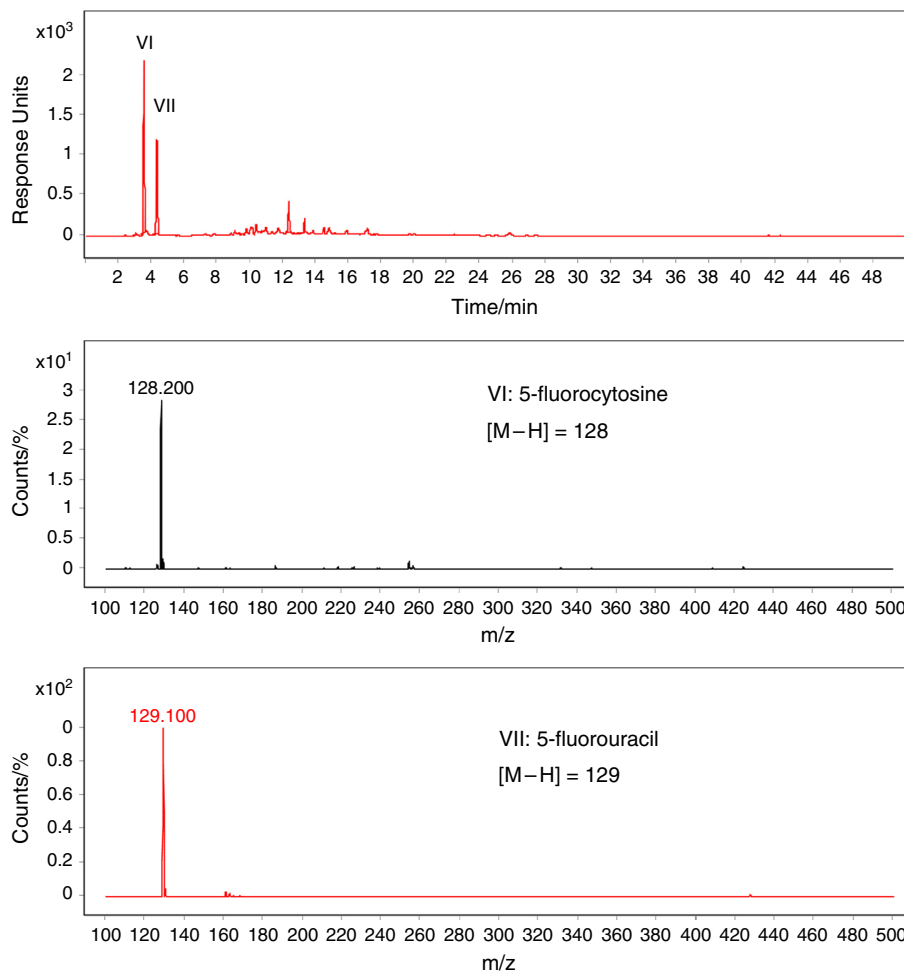 x10³
VI
VII
Response Units
2
1.5
1
0.5
0
2 4 6 8 10 12 14 16 18 20 22 24 26 28 30 32 34 36 38 40 42 44 46 48
Time/min
x10¹
128.200
VI: 5-fluorocytosine
[M−H] = 128
Counts/%
3
2.5
2
1.5
1
0.5
0
100 120 140 160 180 200 220 240 260 280 300 320 340 360 380 400 420 440 460 480 500
m/z
x10²
129.100
VII: 5-fluorouracil
[M−H] = 129
Counts/%
0
0.8
0.6
0.4
0.2
0
100 120 140 160 180 200 220 240 260 280 300 320 340 360 380 400 420 440 460 480 500
m/z